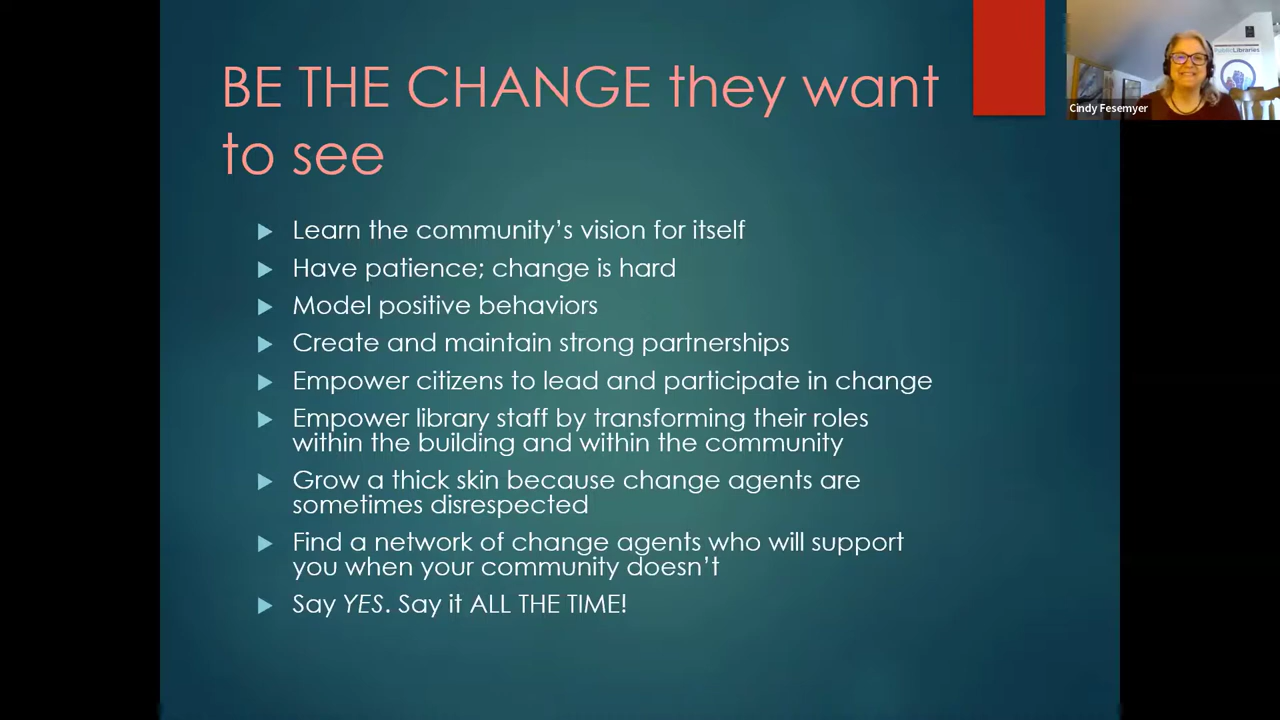 BE THE CHANGE they want
to see
Learn the community's vision for itself
Have patience; change is hard
Model positive behaviors
Create and maintain strong partnerships
Empower citizens to lead and participate in change
Empower library staff by transforming their roles
within the building and within the community
Grow a thick skin because change agents are
sometimes disrespected
Find a network of change agents who will support
you when your community doesn't
Say YES. Say it ALL THE TIME!
Cindy Fesemyer
PublicLibraries